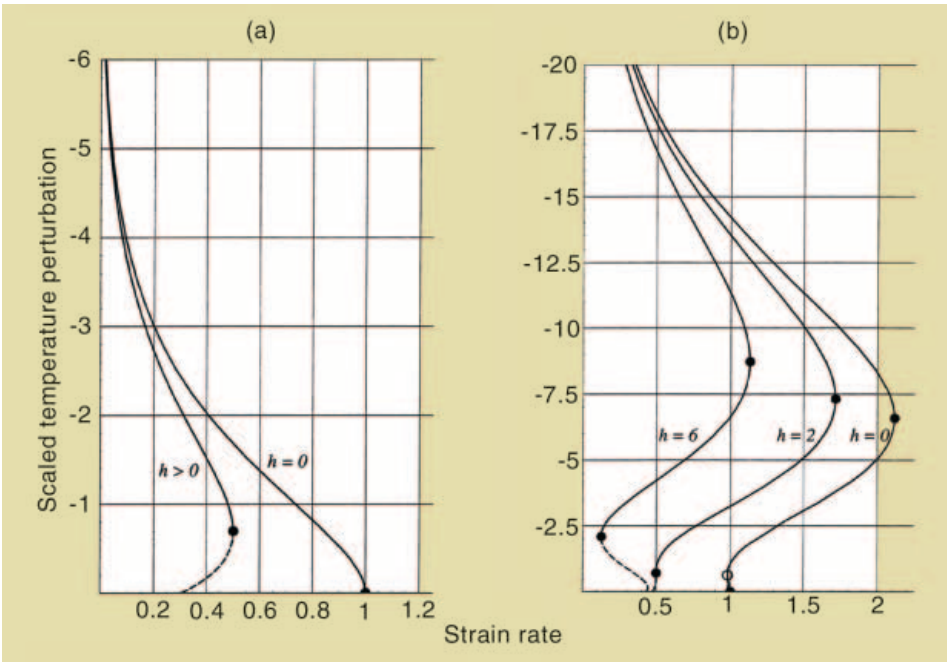 (a)
-6
-5
-4
-3
-2
-1
0.2 0.4 0.6 0.8 1 1.2
h > 0
h = 0
Scaled temperature perturbation
(b)
-20
-17.5
-15
-12.5
-10
-7.5
-5
-2.5
0.5 1 1.5 2
h = 6
h = 2
h = 0
Strain rate